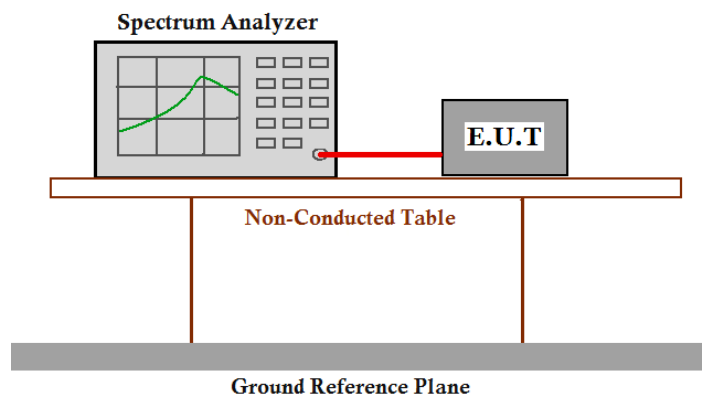 Spectrum Analyzer
E.U.T
Non-Conducted Table
Ground Reference Plane